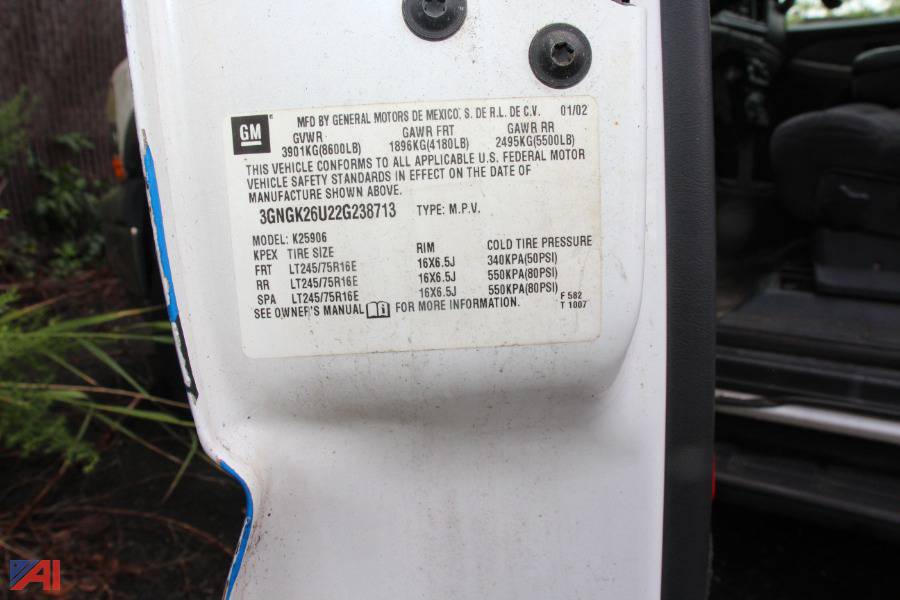 GM
MFD BY GENERAL MOTORS DE MEXICO, S. DE R.L. DE C.V. 01/02
GVWR GAWR FRT GAWR RR
3901KG(8600LB) 1896KG(4180LB) 2495KG(5500LB)
THIS VEHICLE CONFORMS TO ALL APPLICABLE U.S. FEDERAL MOTOR
VEHICLE SAFETY STANDARDS IN EFFECT ON THE DATE OF
MANUFACTURE SHOWN ABOVE.
3GNGK26U22G238713 TYPE: M.P.V.
MODEL: K25906
KPEX TIRE SIZE RIM COLD TIRE PRESSURE
FRT LT245/75R16E 16X6.5J 340KPA(50PSI)
RR LT245/75R16E 16X6.5J 550KPA(80PSI)
SPA LT245/75R16E 16X6.5J 550KPA(80PSI)
SEE OWNER'S MANUAL FOR MORE INFORMATION. F 582
T 1007
AI